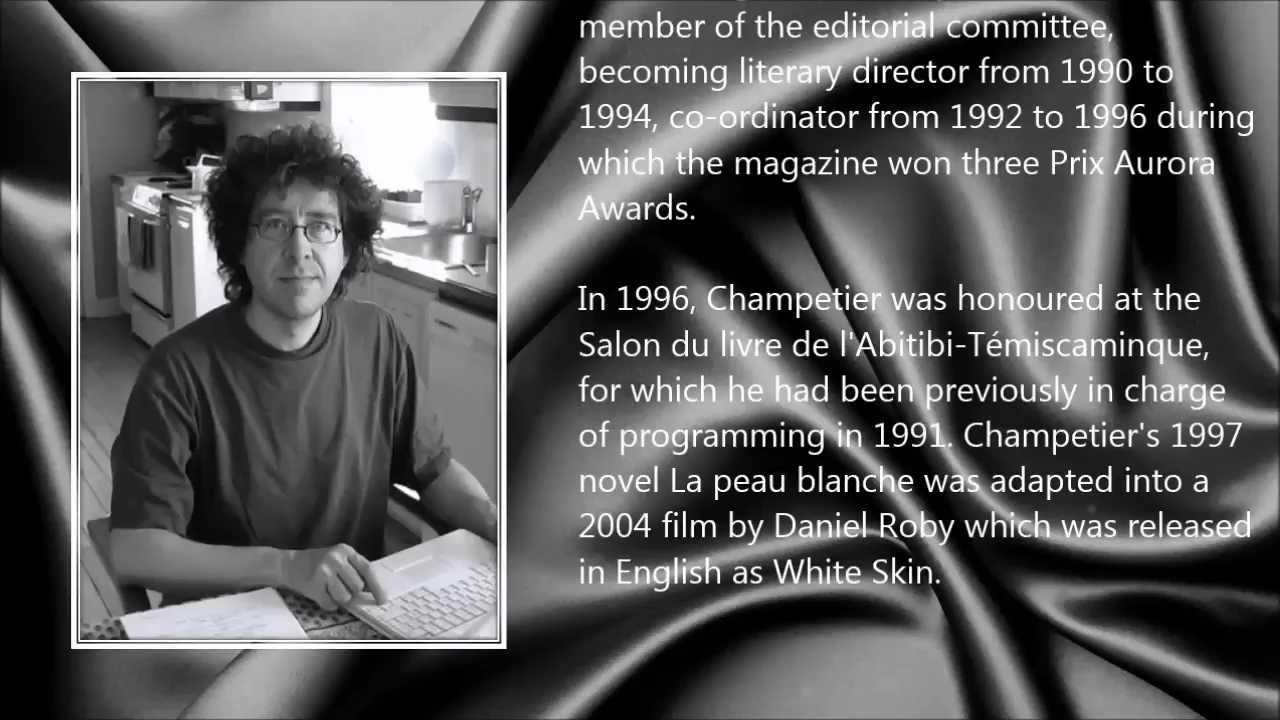 member of the editorial committee,
becoming literary director from 1990 to
1994, co-ordinator from 1992 to 1996 during
which the magazine won three Prix Aurora
Awards.
In 1996, Champetier was honoured at the
Salon du livre de l'Abitibi-Témiscaminque,
for which he had been previously in charge
of programming in 1991. Champetier's 1997
novel La peau blanche was adapted into a
2004 film by Daniel Roby which was released
in English as White Skin.